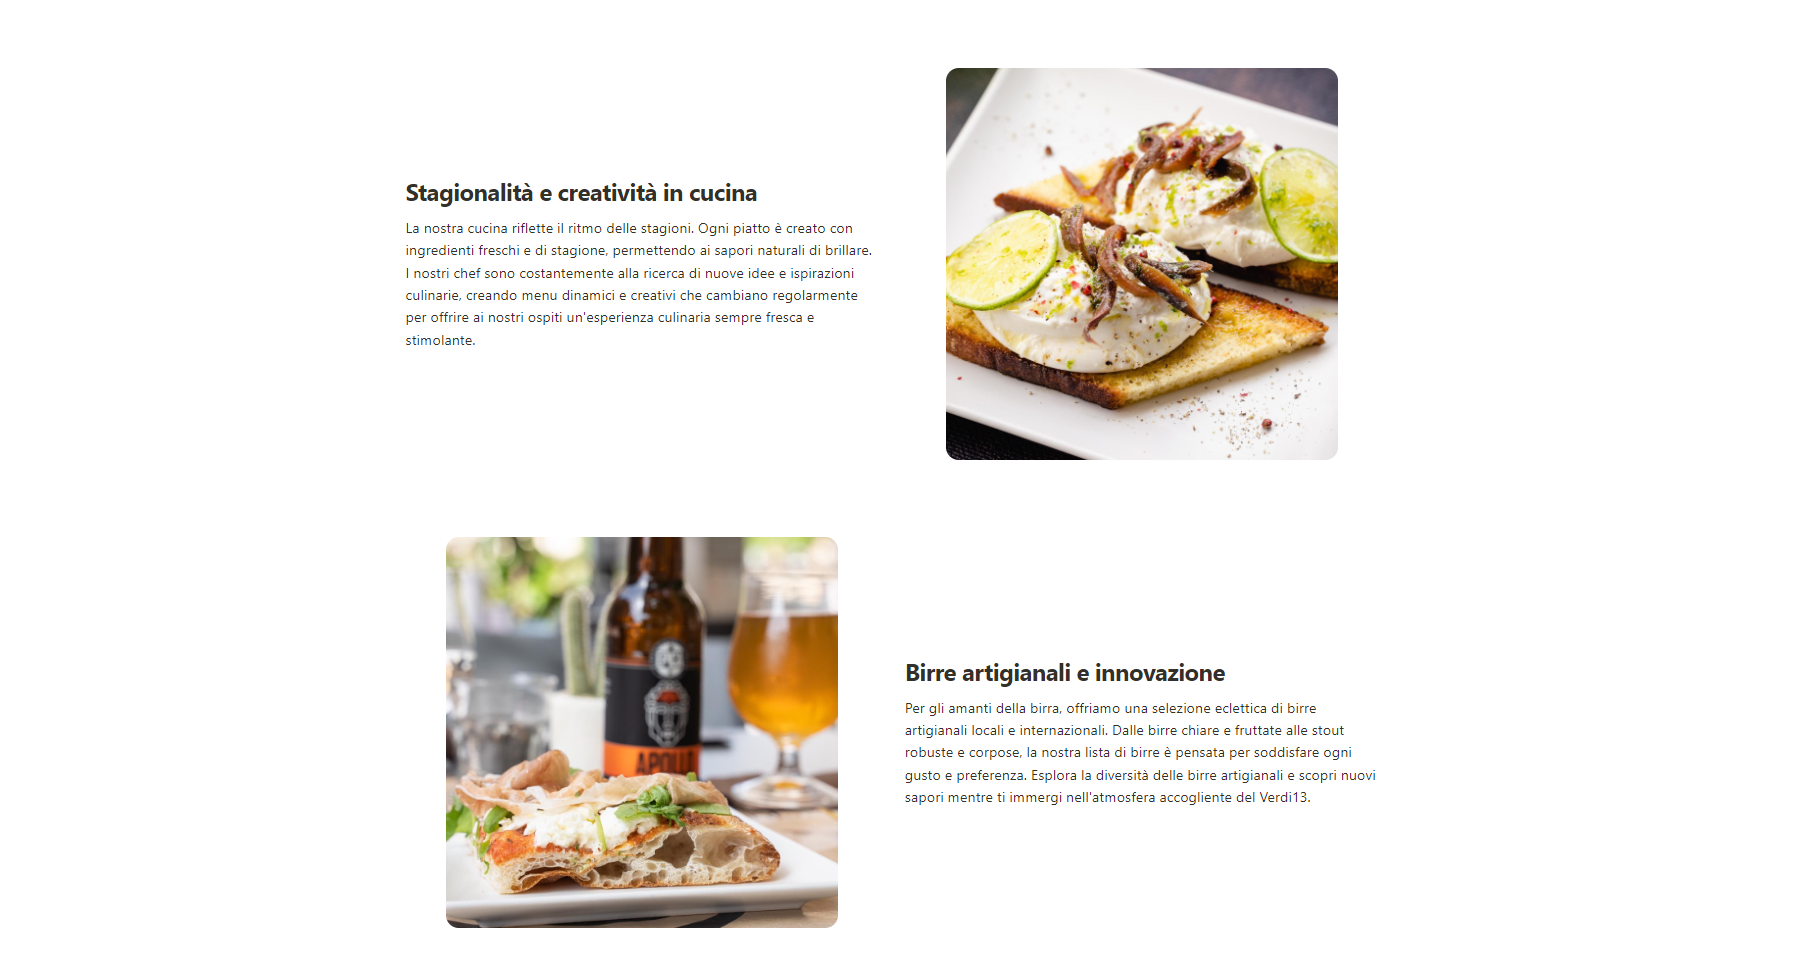 Stagionalità e creatività in cucina
La nostra cucina riflette il ritmo delle stagioni. Ogni piatto è creato con
ingredienti freschi e di stagione, permettendo ai sapori naturali di brillare.
I nostri chef sono costantemente alla ricerca di nuove idee e ispirazioni
culinarie, creando menu dinamici e creativi che cambiano regolarmente
per offrire ai nostri ospiti un'esperienza culinaria sempre fresca e
stimolante.
APOLL
Birre artigianali e innovazione
Per gli amanti della birra, offriamo una selezione eclettica di birre
artigianali locali e internazionali. Dalle birre chiare e fruttate alle stout
robuste e corpose, la nostra lista di birre è pensata per soddisfare ogni
gusto e preferenza. Esplora la diversità delle birre artigianali e scopri nuovi
sapori mentre ti immergi nell'atmosfera accogliente del Verdi13.